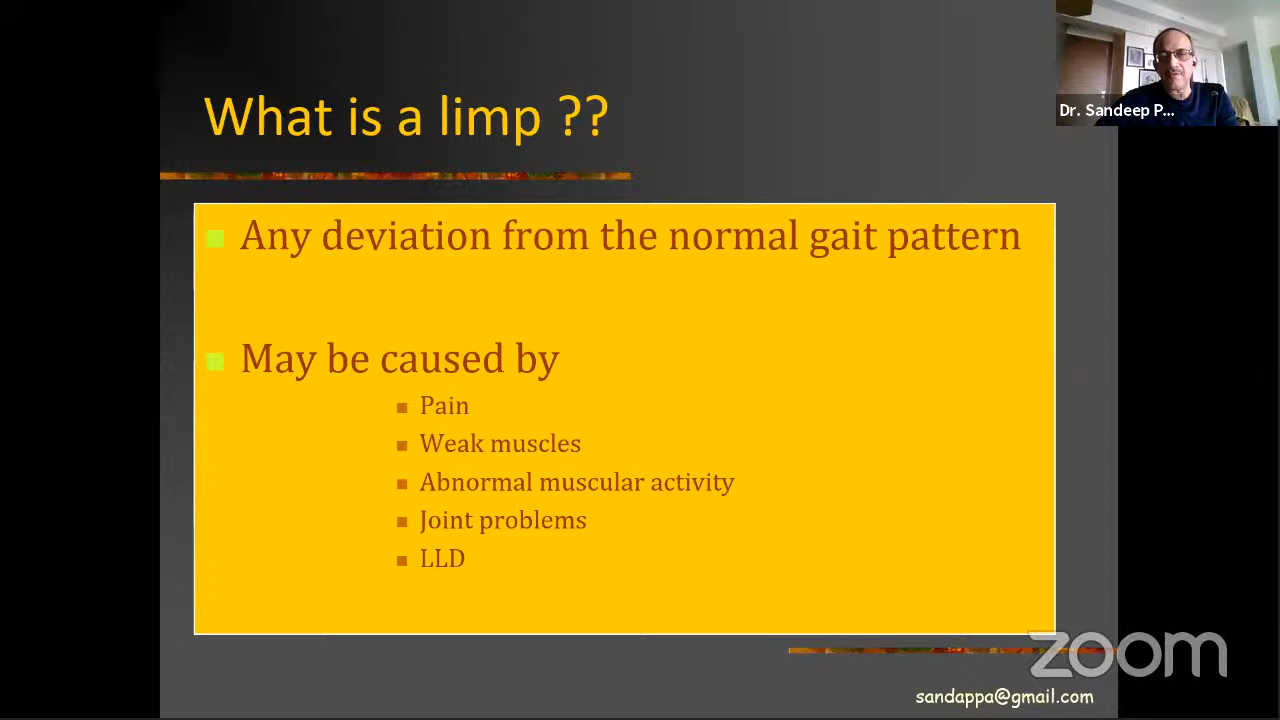 What is a limp ??
Dr. Sandeep P...
Any deviation from the normal gait pattern
May be caused by
Pain
Weak muscles
Abnormal muscular activity
Joint problems
LLD
zoom
sandappa@gmail.com